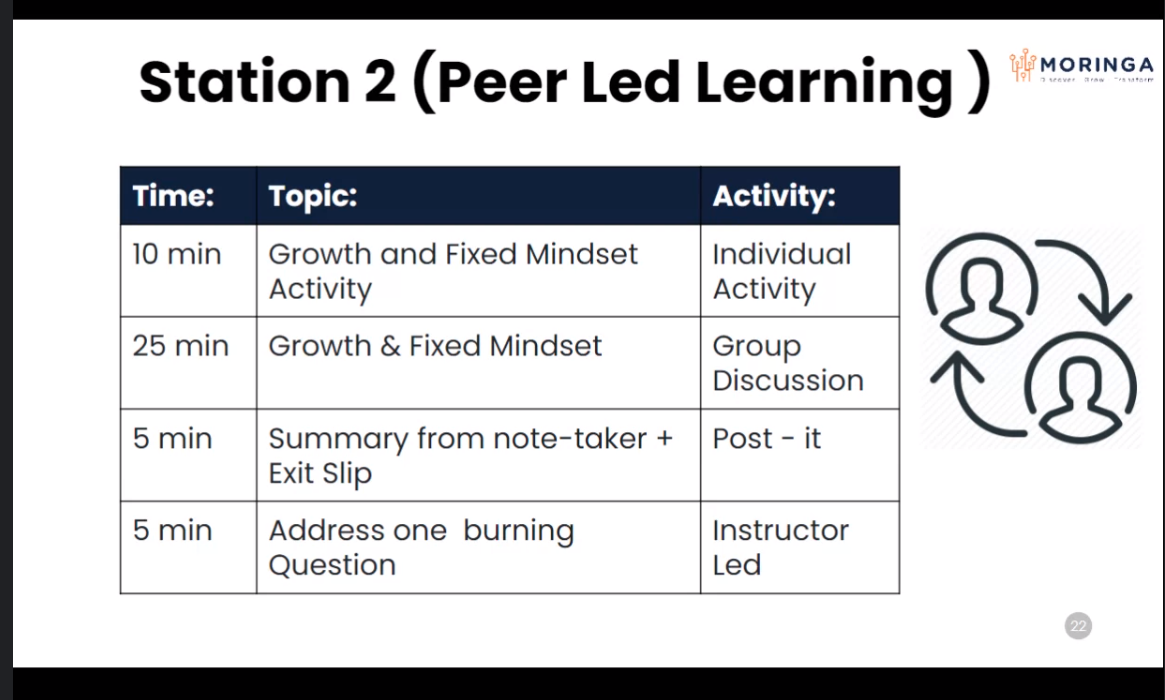 Station 2 (Peer Led Learning )
MORINGA
Discover Grow Transform
Time: Topic: Activity:
10 min Growth and Fixed Mindset Individual
Activity Activity
25 min Growth & Fixed Mindset Group
Discussion
5 min Summary from note-taker + Post - it
Exit Slip
5 min Address one  burning Instructor
Question Led
22